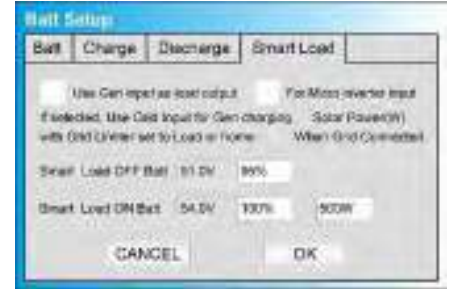 Batt Setup
Batt Charge Discharge Smart Load
Use Gen input as load output For Micro inverter input
If selected, Use Grid input for Gen charging Solar Power(W)
with Grid Limiter set to Load or home When Grid Connected
Smart Load OFF Batt 51.0V 95%
Smart Load ON Batt 54.0V 100% 500W
CANCEL OK